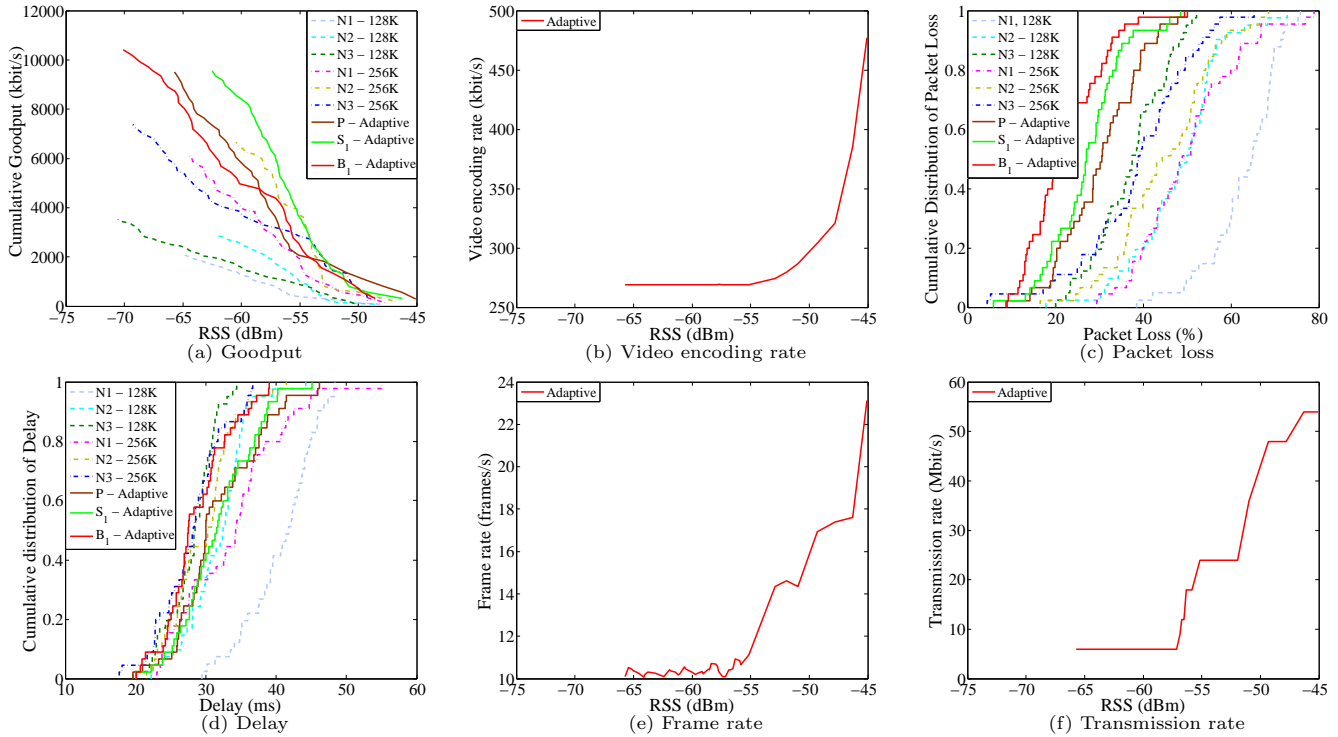 12000
10000
8000
6000
4000
2000
0
Cumulative Goodput (kbit/s)
N1 − 128K
N2 − 128K
N3 − 128K
N1 − 256K
N2 − 256K
N3 − 256K
P − Adaptive
S1 − Adaptive
B1 − Adaptive
−75 −70 −65 −60 −55 −50 −45
RSS (dBm)
(a) Goodput
500
450
400
350
300
250
Video encoding rate (kbit/s)
Adaptive
−75 −70 −65 −60 −55 −50 −45
RSS (dBm)
(b) Video encoding rate
1
0.8
0.6
0.4
0.2
0
Cumulative Distribution of Packet Loss
N1, 128K
N2 − 128K
N3 − 128K
N1 − 256K
N2 − 256K
N3 − 256K
P − Adaptive
S1 − Adaptive
B1 − Adaptive
0 20 40 60 80
Packet Loss (%)
(c) Packet loss
1
0.8
0.6
0.4
0.2
0
Cumulative distribution of Delay
N1 − 128K
N2 − 128K
N3 − 128K
N1 − 256K
N2 − 256K
N3 − 256K
P − Adaptive
S1 − Adaptive
B1 − Adaptive
10 20 30 40 50 60
Delay (ms)
(d) Delay
24
22
20
18
16
14
12
10
Frame rate (frames/s)
Adaptive
−75 −70 −65 −60 −55 −50 −45
RSS (dBm)
(e) Frame rate
60
50
40
30
20
10
0
Transmission rate (Mbit/s)
Adaptive
−75 −70 −65 −60 −55 −50 −45
RSS (dBm)
(f) Transmission rate